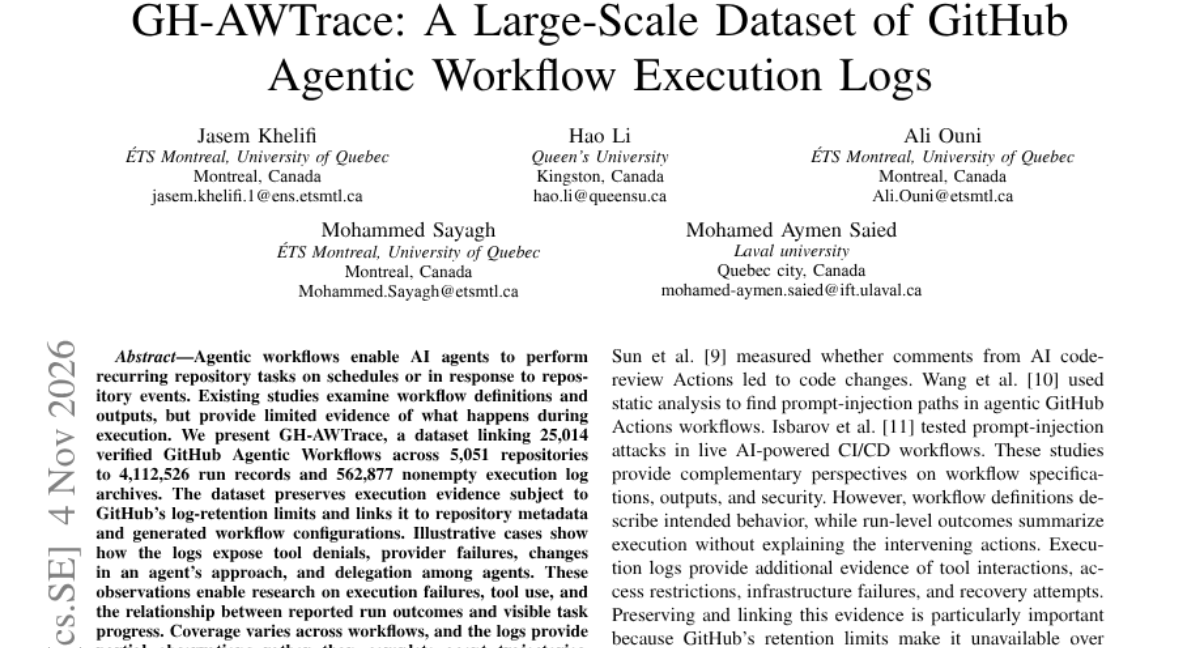 GH-AWTrace: A Large-Scale Dataset of GitHub
Agentic Workflow Execution Logs
Jasem Khelifi
ÉTS Montreal, University of Quebec
Montreal, Canada
jasem.khelifi.1@ens.etsmtl.ca
Hao Li
Queen's University
Kingston, Canada
hao.li@queensu.ca
Ali Ouni
ÉTS Montreal, University of Quebec
Montreal, Canada
Ali.Ouni@etsmtl.ca
Mohammed Sayagh
ÉTS Montreal, University of Quebec
Montreal, Canada
Mohammed.Sayagh@etsmtl.ca
Mohamed Aymen Saied
Laval university
Quebec city, Canada
mohamed-aymen.saied@ift.ulaval.ca
cs.SE] 4 Nov 2026
Abstract—Agentic workflows enable AI agents to perform
recurring repository tasks on schedules or in response to repos-
itory events. Existing studies examine workflow definitions and
outputs, but provide limited evidence of what happens during
execution. We present GH-AWTrace, a dataset linking 25,014
verified GitHub Agentic Workflows across 5,051 repositories
to 4,112,526 run records and 562,877 nonempty execution log
archives. The dataset preserves execution evidence subject to
GitHub's log-retention limits and links it to repository metadata
and generated workflow configurations. Illustrative cases show
how the logs expose tool denials, provider failures, changes
in an agent's approach, and delegation among agents. These
observations enable research on execution failures, tool use, and
the relationship between reported run outcomes and visible task
progress. Coverage varies across workflows, and the logs provide
Sun et al. [9] measured whether comments from AI code-
review Actions led to code changes. Wang et al. [10] used
static analysis to find prompt-injection paths in agentic GitHub
Actions workflows. Isbarov et al. [11] tested prompt-injection
attacks in live AI-powered CI/CD workflows. These studies
provide complementary perspectives on workflow specifica-
tions, outputs, and security. However, workflow definitions de-
scribe intended behavior, while run-level outcomes summarize
execution without explaining the intervening actions. Execu-
tion logs provide additional evidence of tool interactions, ac-
cess restrictions, infrastructure failures, and recovery attempts.
Preserving and linking this evidence is particularly important
because GitHub's retention limits make it unavailable over